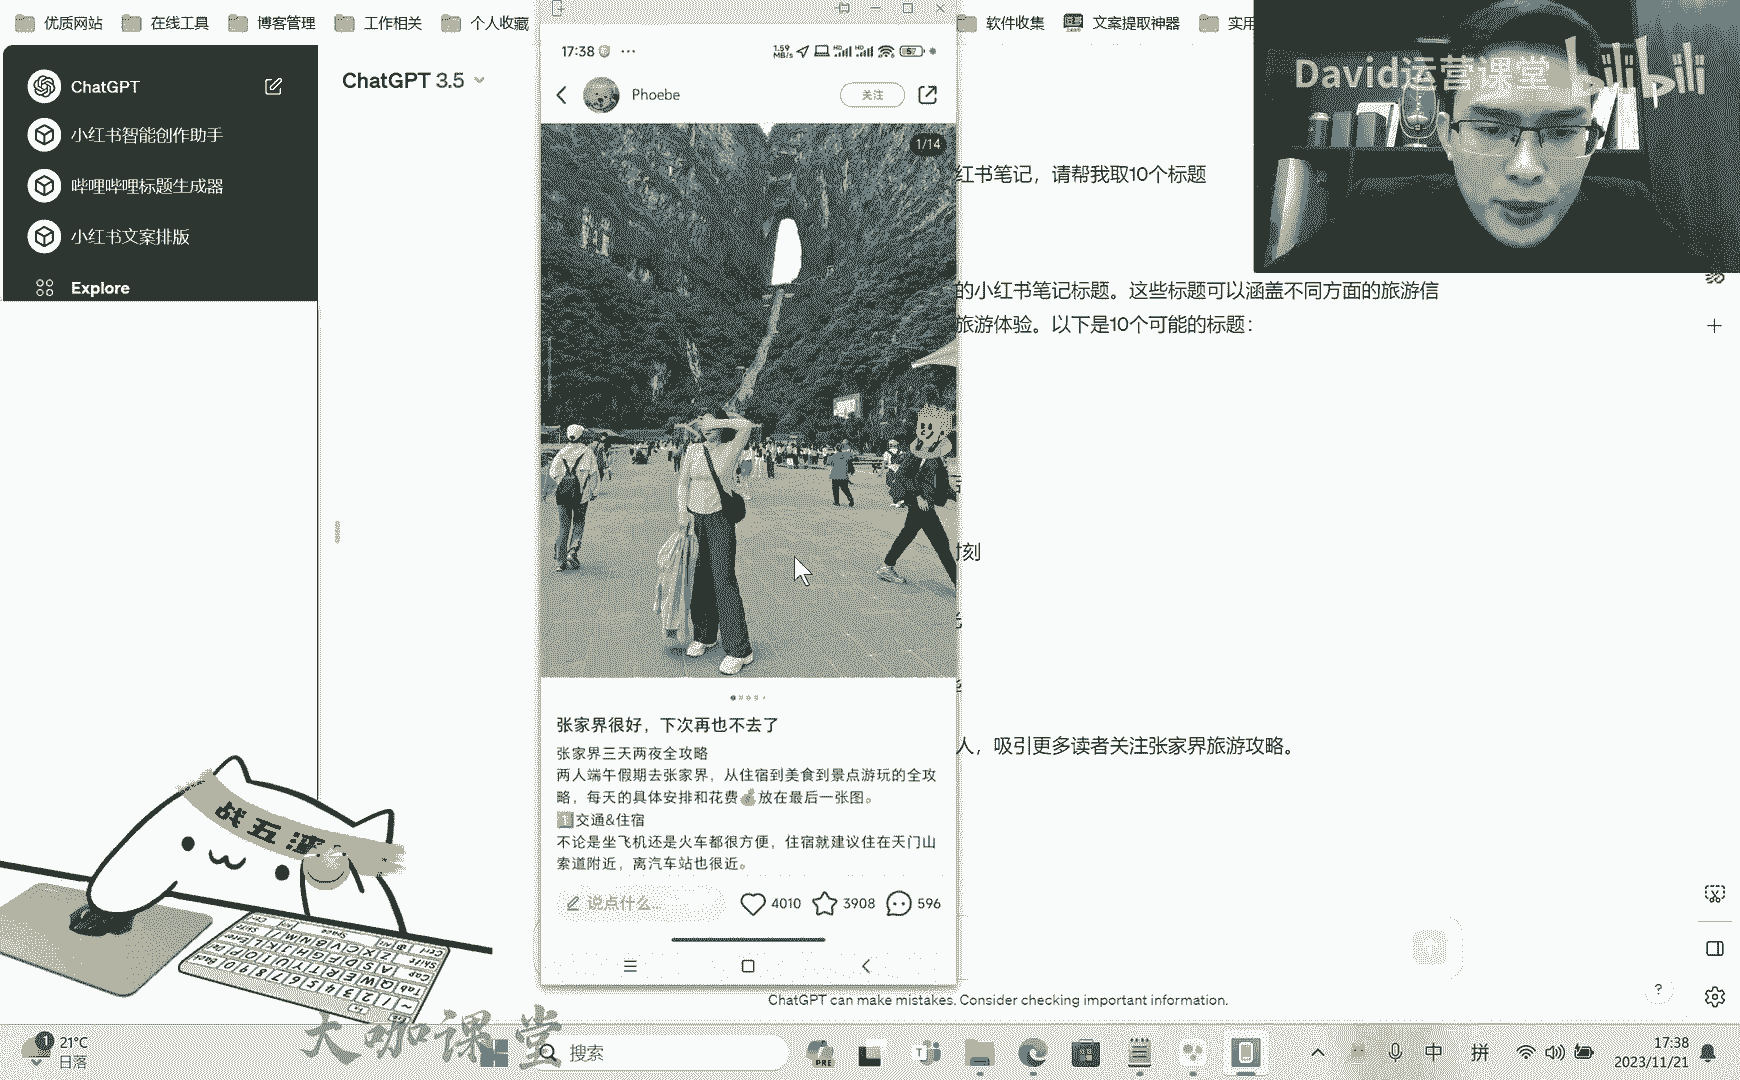 优质网站
在线工具
博客管理
工作相关
个人收藏
软件收集
文案提取神器
实用
ChatGPT
小红书智能创作助手
哔哩哔哩标题生成器
小红书文案排版
Explore
ChatGPT 3.5
17:38
1.59 MB/s
57
Phoebe
关注
1/14
张家界很好，下次再也不去了
张家界三天两夜全攻略
两人端午假期去张家界，从住宿到美食到景点游玩的全攻
略，每天的具体安排和花费💰放在最后一张图。
1️⃣交通&住宿
不论是坐飞机还是火车都很方便，住宿就建议住在天门山
索道附近，离汽车站也很近。
说点什么...
4010
3908
596
红书笔记，请帮我取10个标题
的小红书笔记标题。这些标题可以涵盖不同方面的旅游信
旅游体验。以下是10个可能的标题：
时刻
人，吸引更多读者关注张家界旅游攻略。
David运营课堂
bilibili
ChatGPT can make mistakes. Consider checking important information.
?
大咖课堂
1
21°C
日落
搜索
PRE
中
拼
17:38
2023/11/21